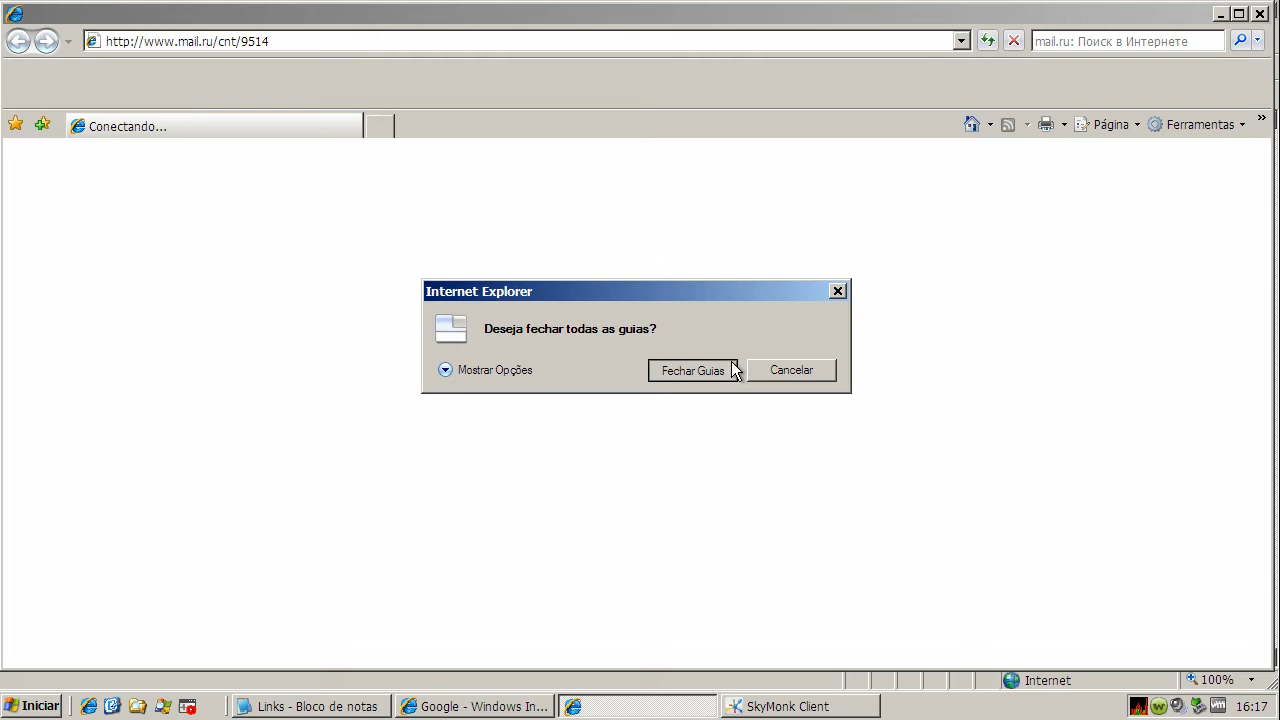 http://www.mail.ru/cnt/9514
mail.ru: Поиск в Интернете
Conectando...
Página
Ferramentas
Internet Explorer
Deseja fechar todas as guias?
Mostrar Opções
Fechar Guias
Cancelar
Internet
100%
Iniciar
Links - Bloco de notas
Google - Windows In...
SkyMonk Client
16:17